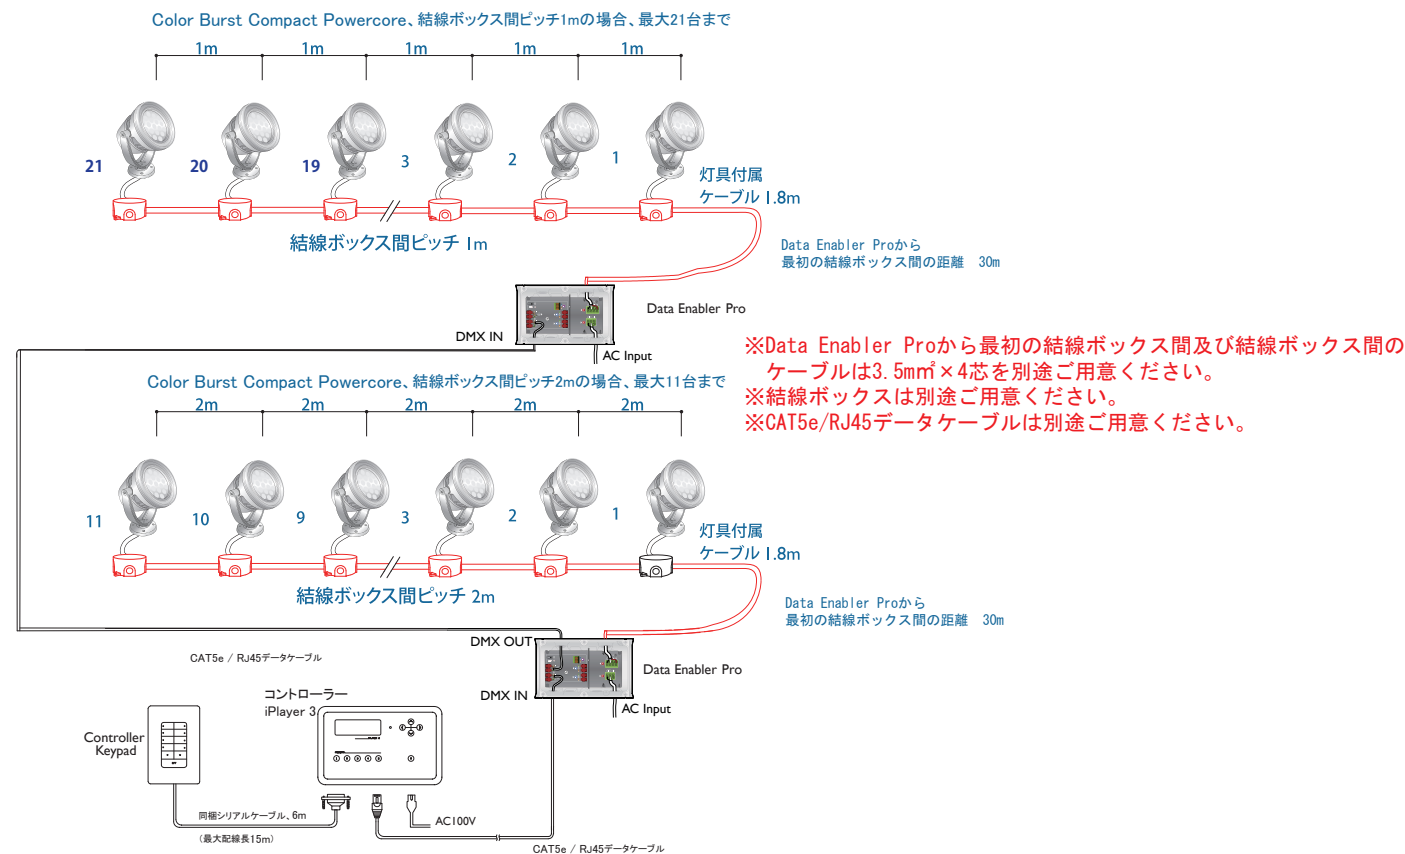 Color Burst Compact Powercore、結線ボックス間ピッチ1mの場合、最大21台まで
1m 1m 1m 1m 1m
21 20 19 3 2 1
灯具付属
ケーブル1.8m
結線ボックス間ピッチ 1m
Data Enabler Proから
最初の結線ボックス間の距離 30m
Data Enabler Pro
DMX IN
AC Input
※Data Enabler Proから最初の結線ボックス間及び結線ボックス間の
ケーブルは3.5m㎡×4芯を別途ご用意ください。
※結線ボックスは別途ご用意ください。
※CAT5e/RJ45データケーブルは別途ご用意ください。
Color Burst Compact Powercore、結線ボックス間ピッチ2mの場合、最大11台まで
2m 2m 2m 2m 2m
11 10 9 3 2 1
灯具付属
ケーブル1.8m
結線ボックス間ピッチ 2m
Data Enabler Proから
最初の結線ボックス間の距離 30m
DMX OUT
Data Enabler Pro
DMX IN
AC Input
CAT5e / RJ45データケーブル
コントローラー
iPlayer 3
Controller
Keypad
同梱シリアルケーブル、6m
(最大配線長15m)
AC100V
CAT5e / RJ45データケーブル